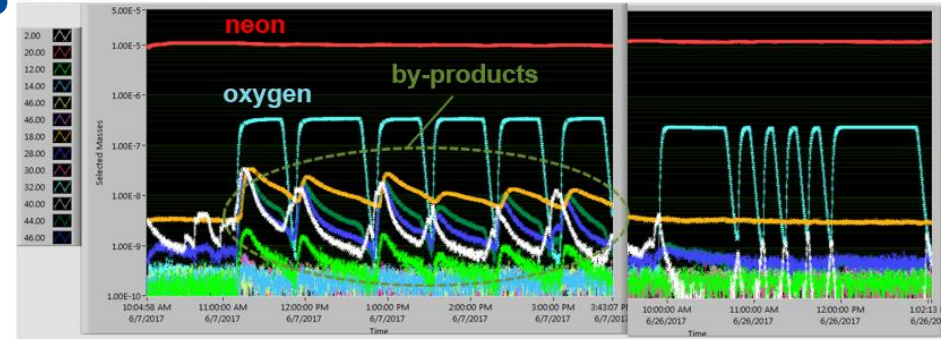 neon
oxygen
by-products
2.00
20.00
12.00
14.00
46.00
46.00
18.00
28.00
30.00
32.00
40.00
44.00
46.00
Selected Masses
5.00E-5
1.00E-5
1.00E-6
1.00E-7
1.00E-8
1.00E-9
1.00E-10
10:04:58 AM 11:00:00 AM 12:00:00 PM 1:00:00 PM 2:00:00 PM 3:00:00 PM 3:43:07
6/7/2017 6/7/2017 6/7/2017 6/7/2017 6/7/2017 6/7/2017 6/7/201
Time
10:00:00 AM 11:00:00 AM 12:00:00 PM 1:02:13
6/26/2017 6/26/2017 6/26/2017 6/26/20
Time